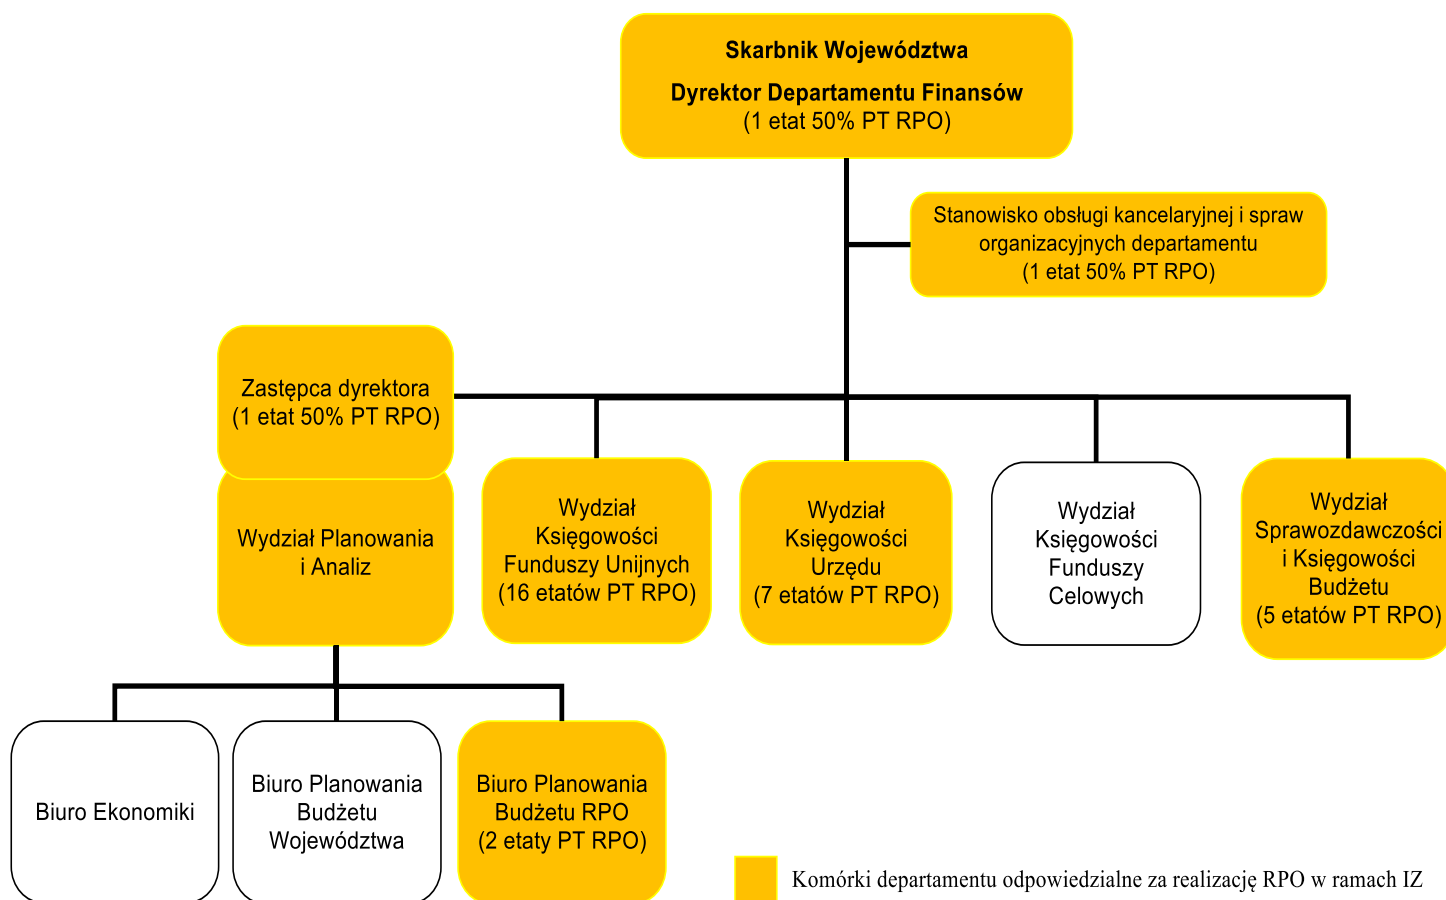 Skarbnik Województwa
Dyrektor Departamentu Finansów
(1 etat 50% PT RPO)
Stanowisko obsługi kancelaryjnej i spraw
organizacyjnych departamentu
(1 etat 50% PT RPO)
Zastępca dyrektora
(1 etat 50% PT RPO)
Wydział Planowania
i Analiz
Wydział
Księgowości
Funduszy Unijnych
(16 etatów PT RPO)
Wydział
Księgowości
Urzędu
(7 etatów PT RPO)
Wydział
Księgowości
Funduszy
Celowych
Wydział
Sprawozdawczości
i Księgowości
Budżetu
(5 etatów PT RPO)
Biuro Ekonomiki
Biuro Planowania
Budżetu
Województwa
Biuro Planowania
Budżetu RPO
(2 etaty PT RPO)
Komórki departamentu odpowiedzialne za realizację RPO w ramach IZ